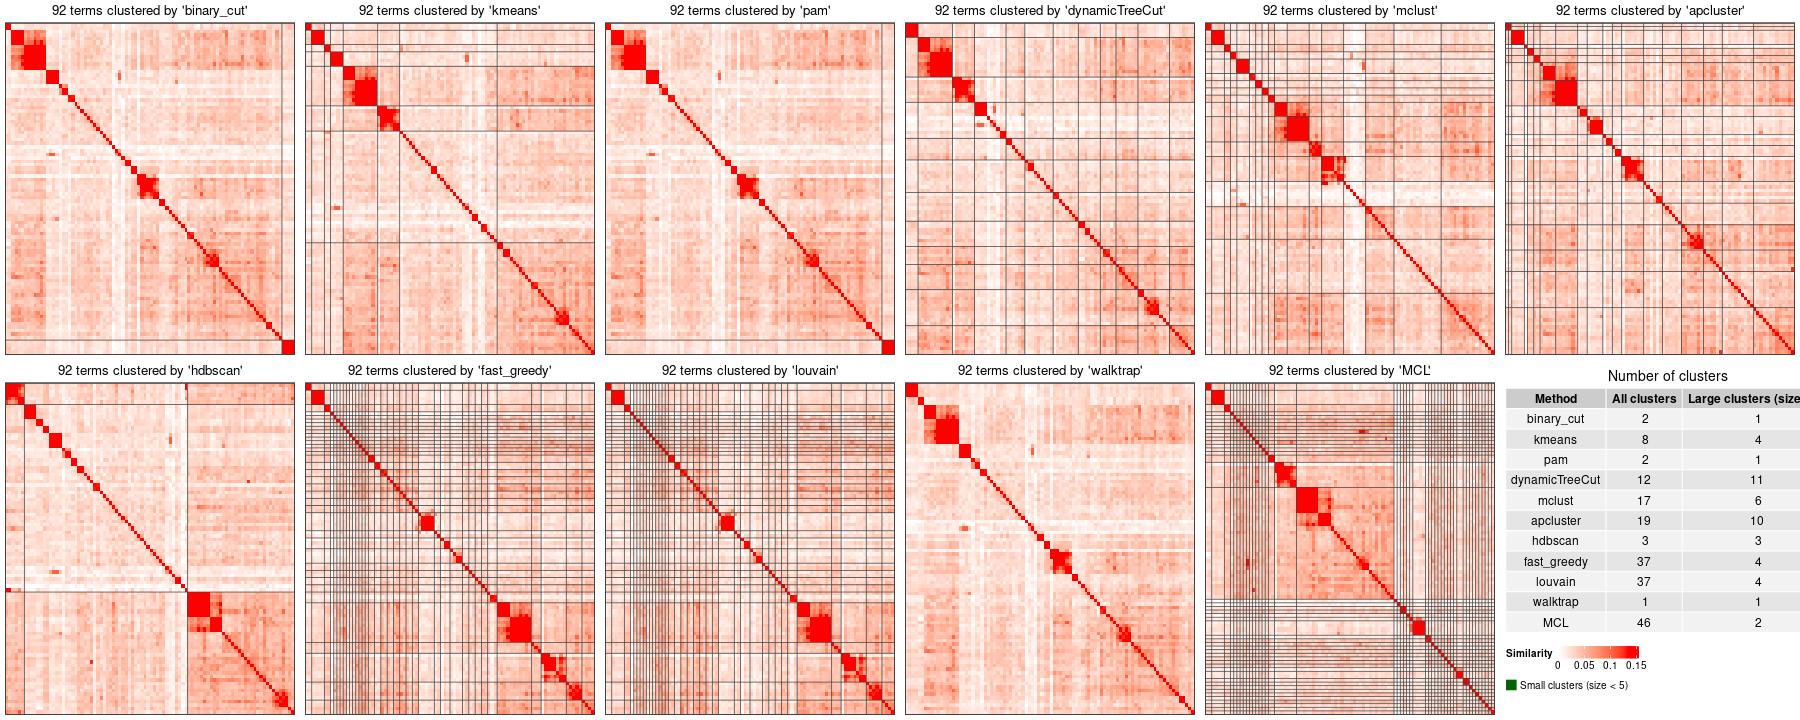 92 terms clustered by 'binary_cut'
92 terms clustered by 'kmeans'
92 terms clustered by 'pam'
92 terms clustered by 'dynamicTreeCut'
92 terms clustered by 'mclust'
92 terms clustered by 'apcluster'
92 terms clustered by 'hdbscan'
92 terms clustered by 'fast_greedy'
92 terms clustered by 'louvain'
92 terms clustered by 'walktrap'
92 terms clustered by 'MCL'
Number of clusters
Method All clusters Large clusters (size
binary_cut 2 1
kmeans 8 4
pam 2 1
dynamicTreeCut 12 11
mclust 17 6
apcluster 19 10
hdbscan 3 3
fast_greedy 37 4
louvain 37 4
walktrap 1 1
MCL 46 2
Similarity
0 0.05 0.1 0.15
Small clusters (size < 5)